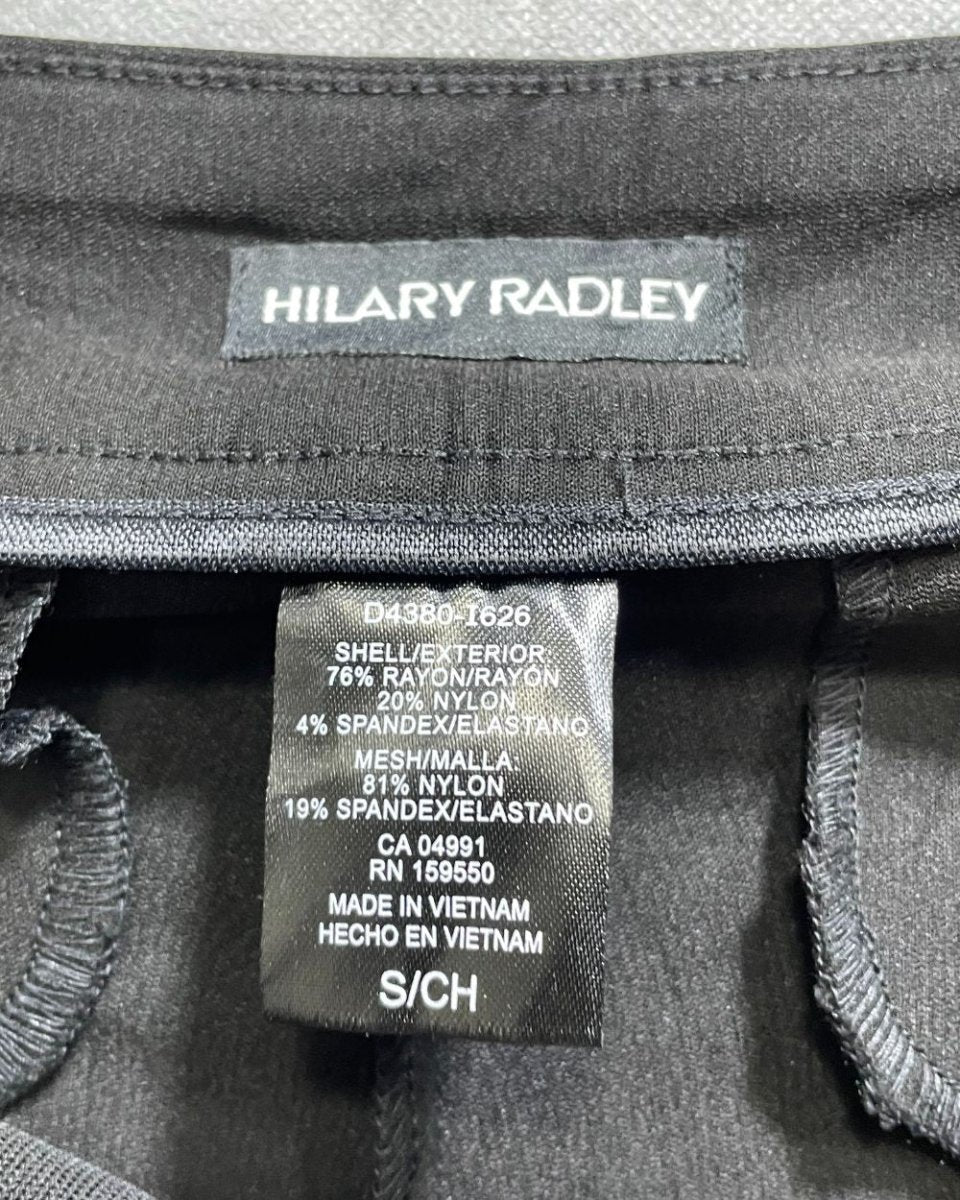 HILARY RADLEY
D4380-1626
SHELL/EXTERIOR
76% RAYON/RAYÓN
20% NYLON
4% SPANDEX/ELASTANO
MESH/MALLA
81% NYLON
19% SPANDEX/ELASTANO
CA 04991
RN 159550
MADE IN VIETNAM
HECHO EN VIETNAM
S/CH